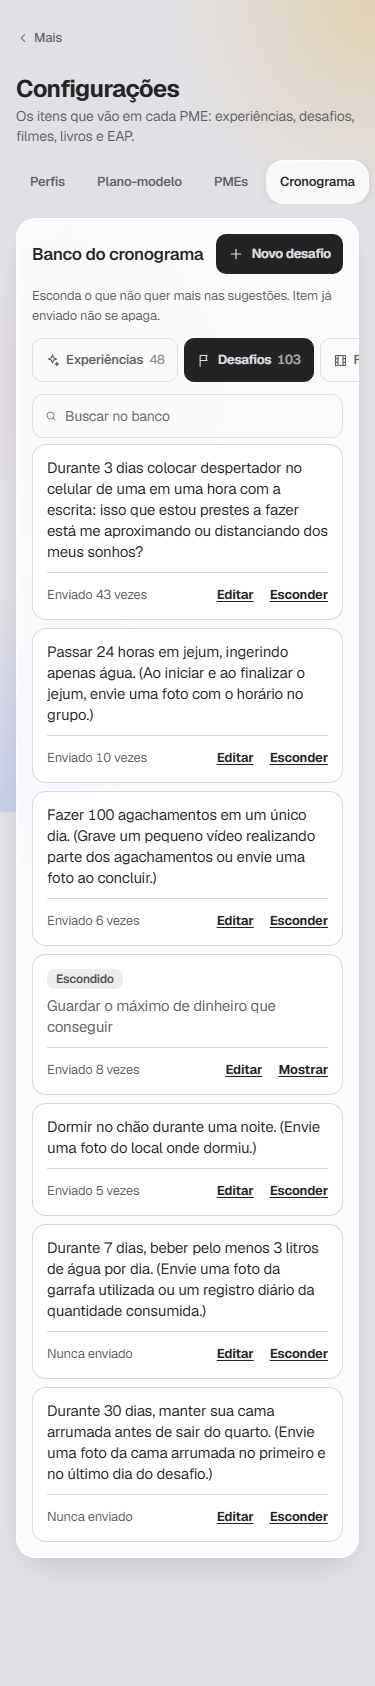 Mais
Configurações
Os itens que vão em cada PME: experiências, desafios,
filmes, livros e EAP.
Perfis
Plano-modelo
PMEs
Cronograma
Banco do cronograma
Novo desafio
Esconda o que não quer mais nas sugestões. Item já
enviado não se apaga.
Experiências 48
Desafios 103
F
Buscar no banco
Durante 3 dias colocar despertador no
celular de uma em uma hora com a
escrita: isso que estou prestes a fazer
está me aproximando ou distanciando dos
meus sonhos?
Enviado 43 vezes
Editar
Esconder
Passar 24 horas em jejum, ingerindo
apenas água. (Ao iniciar e ao finalizar o
jejum, envie uma foto com o horário no
grupo.)
Enviado 10 vezes
Editar
Esconder
Fazer 100 agachamentos em um único
dia. (Grave um pequeno vídeo realizando
parte dos agachamentos ou envie uma
foto ao concluir.)
Enviado 6 vezes
Editar
Esconder
Escondido
Guardar o máximo de dinheiro que
conseguir
Enviado 8 vezes
Editar
Mostrar
Dormir no chão durante uma noite. (Envie
uma foto do local onde dormiu.)
Enviado 5 vezes
Editar
Esconder
Durante 7 dias, beber pelo menos 3 litros
de água por dia. (Envie uma foto da
garrafa utilizada ou um registro diário da
quantidade consumida.)
Nunca enviado
Editar
Esconder
Durante 30 dias, manter sua cama
arrumada antes de sair do quarto. (Envie
uma foto da cama arrumada no primeiro e
no último dia do desafio.)
Nunca enviado
Editar
Esconder